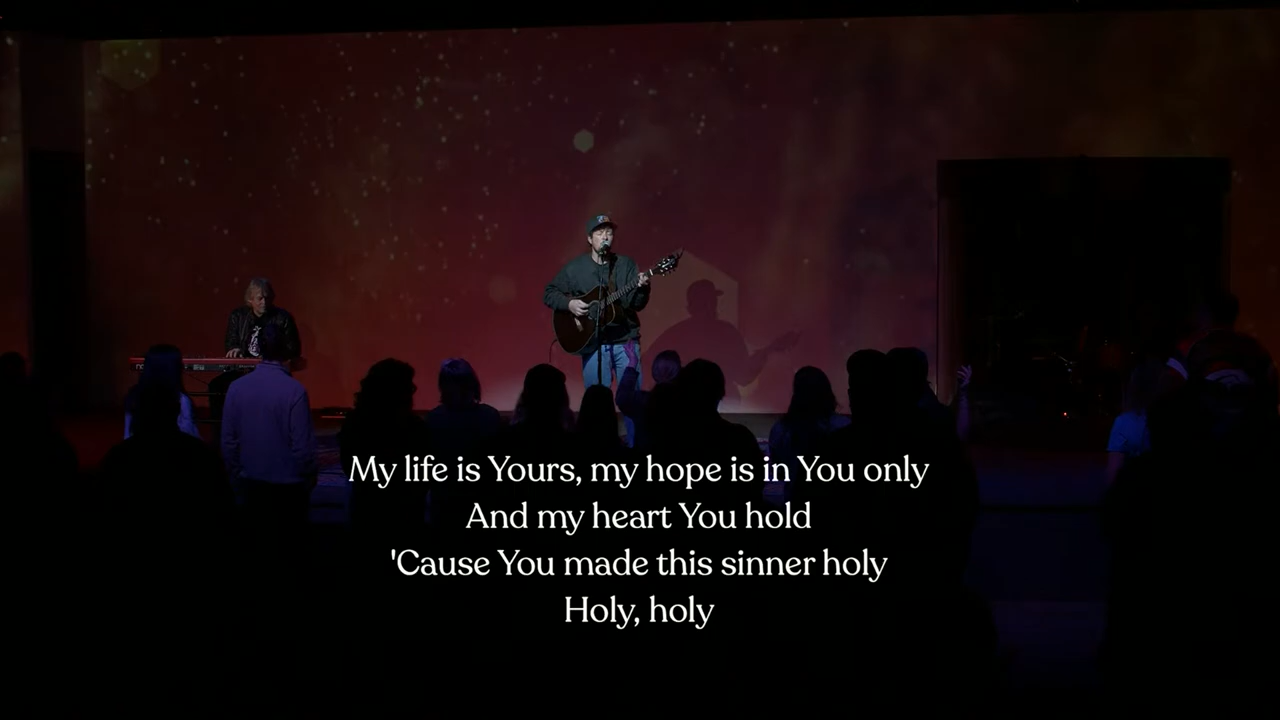 My life is Yours, my hope is in You only
And my heart You hold
'Cause You made this sinner holy
Holy, holy